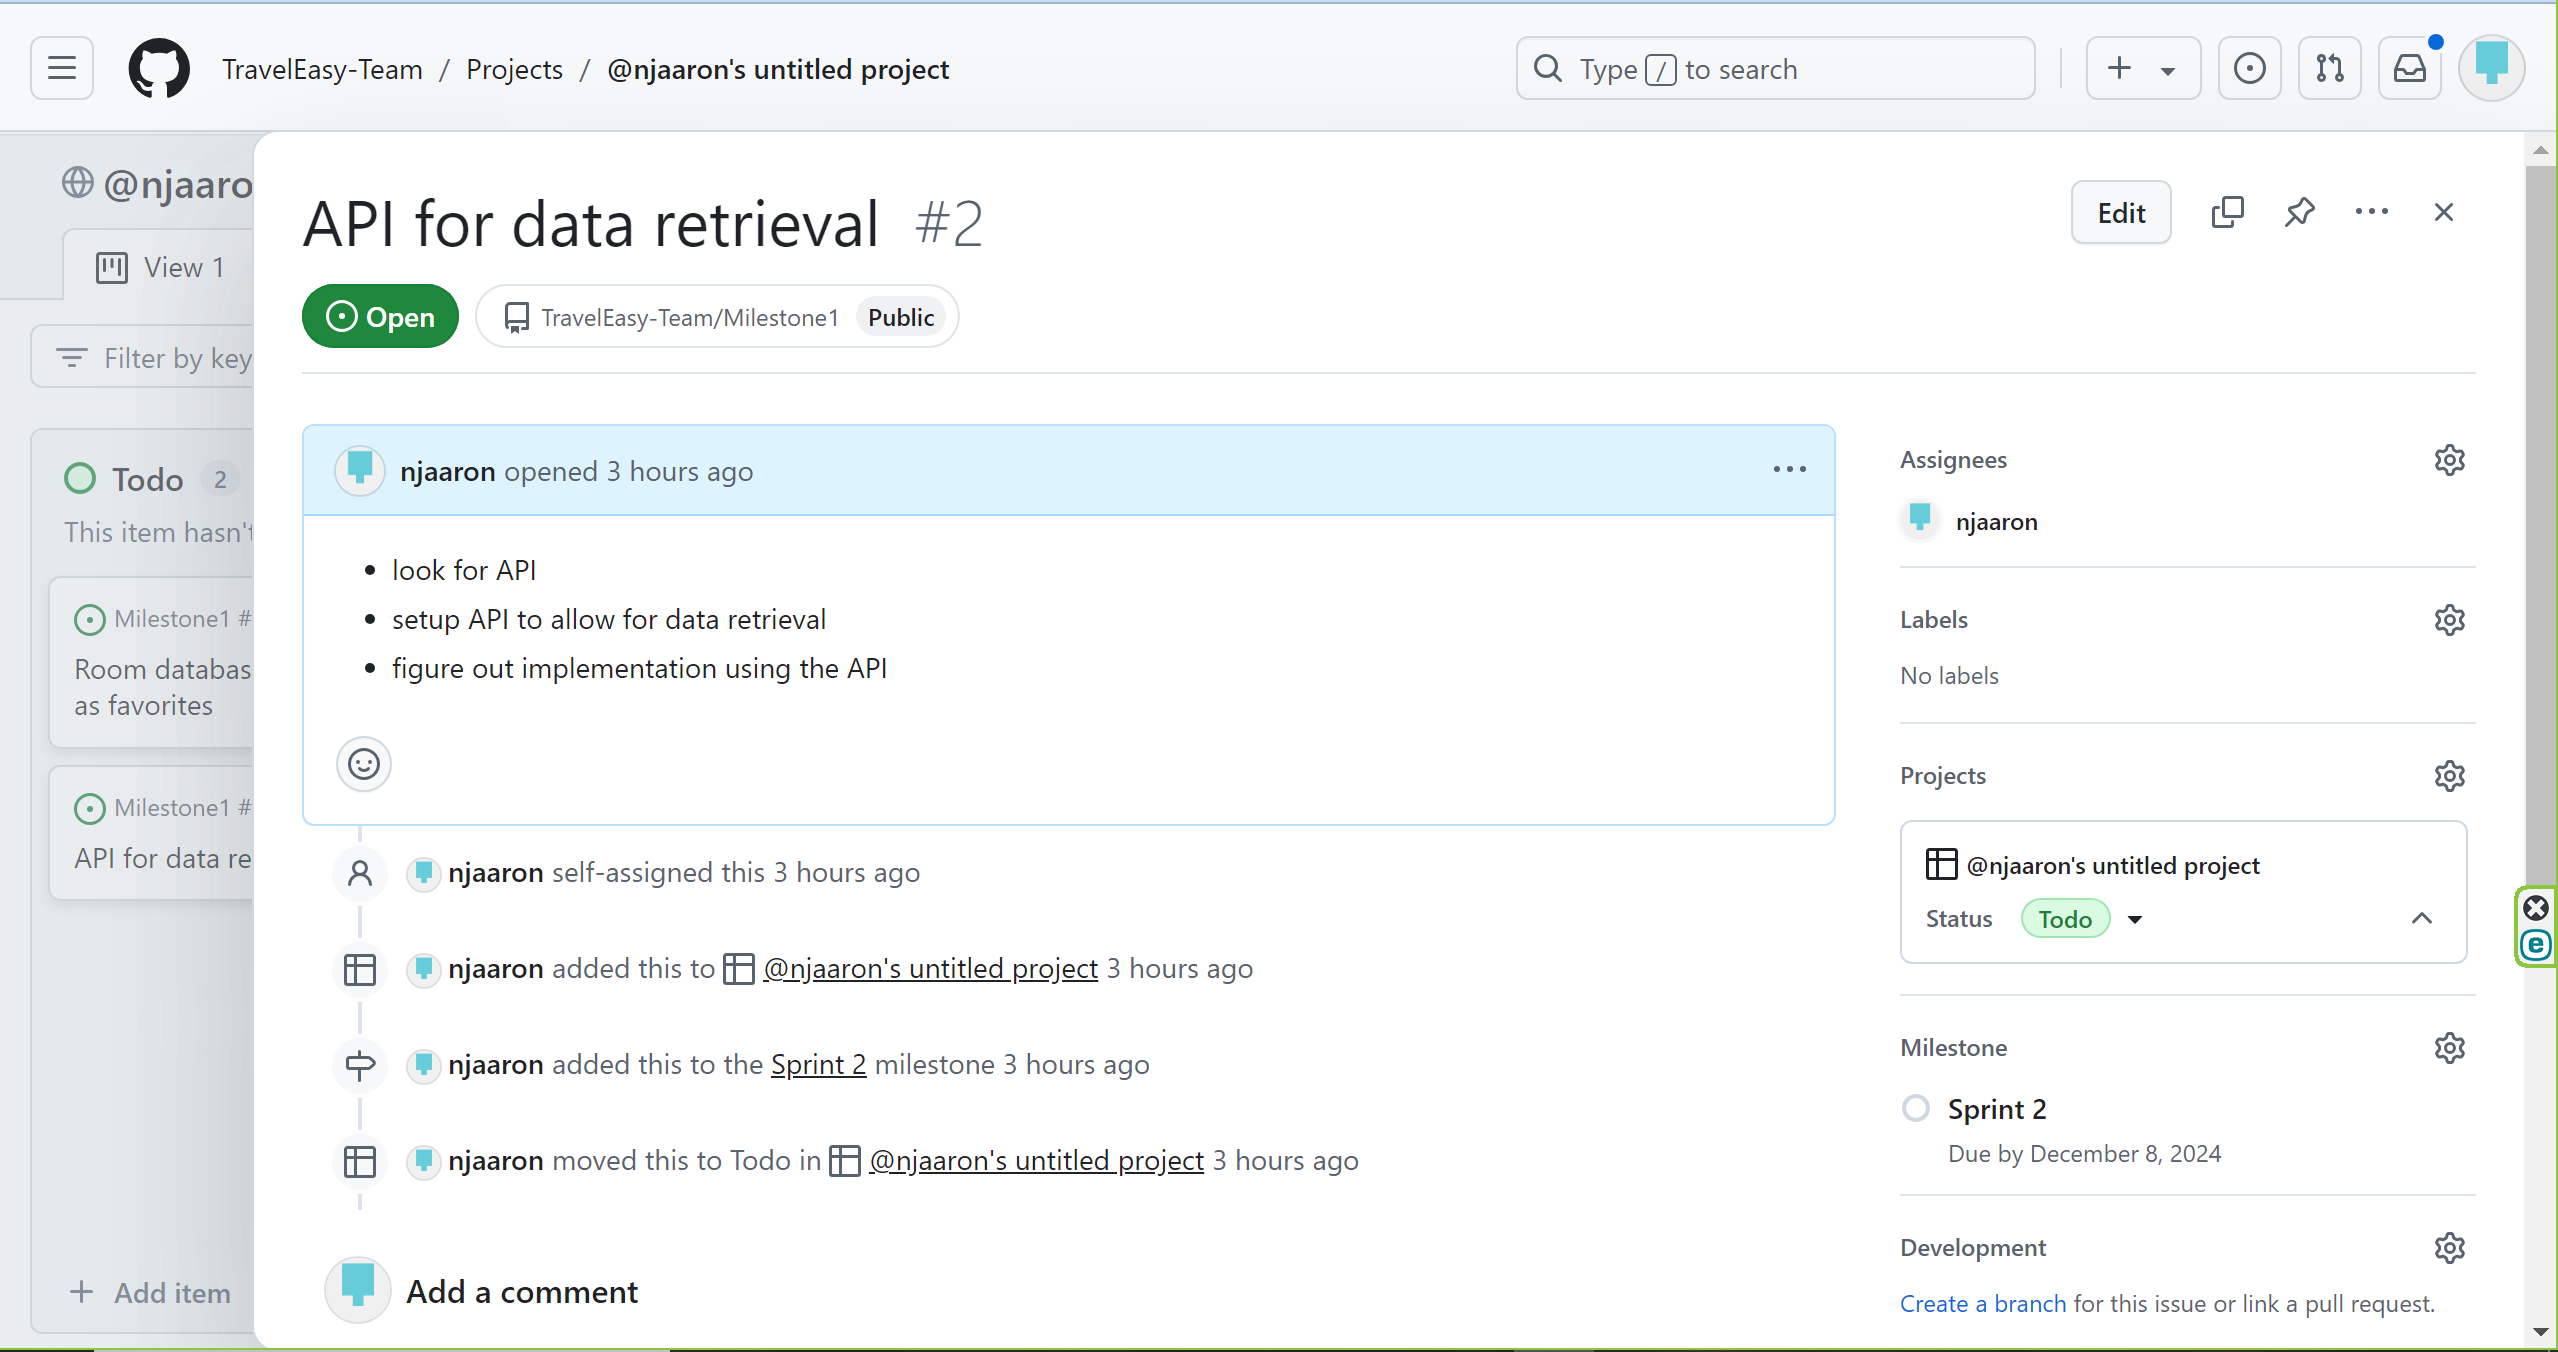 TravelEasy-Team / Projects / @njaaron's untitled project
Type / to search
@njaaro
View 1
Filter by key
Todo 2
This item hasn't
Milestone1 #
Room databas
as favorites
Milestone1 #
API for data re
+ Add item
API for data retrieval #2
Edit
Open
TravelEasy-Team/Milestone1 Public
njaaron opened 3 hours ago
• look for API
• setup API to allow for data retrieval
• figure out implementation using the API
njaaron self-assigned this 3 hours ago
njaaron added this to @njaaron's untitled project 3 hours ago
njaaron added this to the Sprint 2 milestone 3 hours ago
njaaron moved this to Todo in @njaaron's untitled project 3 hours ago
Add a comment
Assignees
njaaron
Labels
No labels
Projects
@njaaron's untitled project
Status Todo
Milestone
Sprint 2
Due by December 8, 2024
Development
Create a branch for this issue or link a pull request.
e